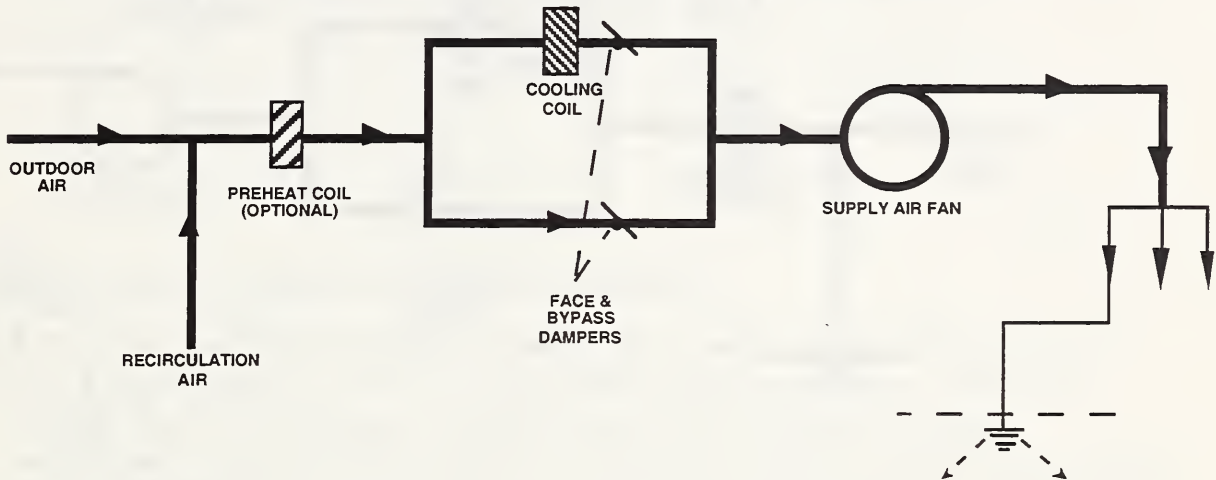 COOLING
COIL
OUTDOOR
AIR
PREHEAT COIL
(OPTIONAL)
SUPPLY AIR FAN
FACE &
BYPASS
DAMPERS
RECIRCULATION
AIR